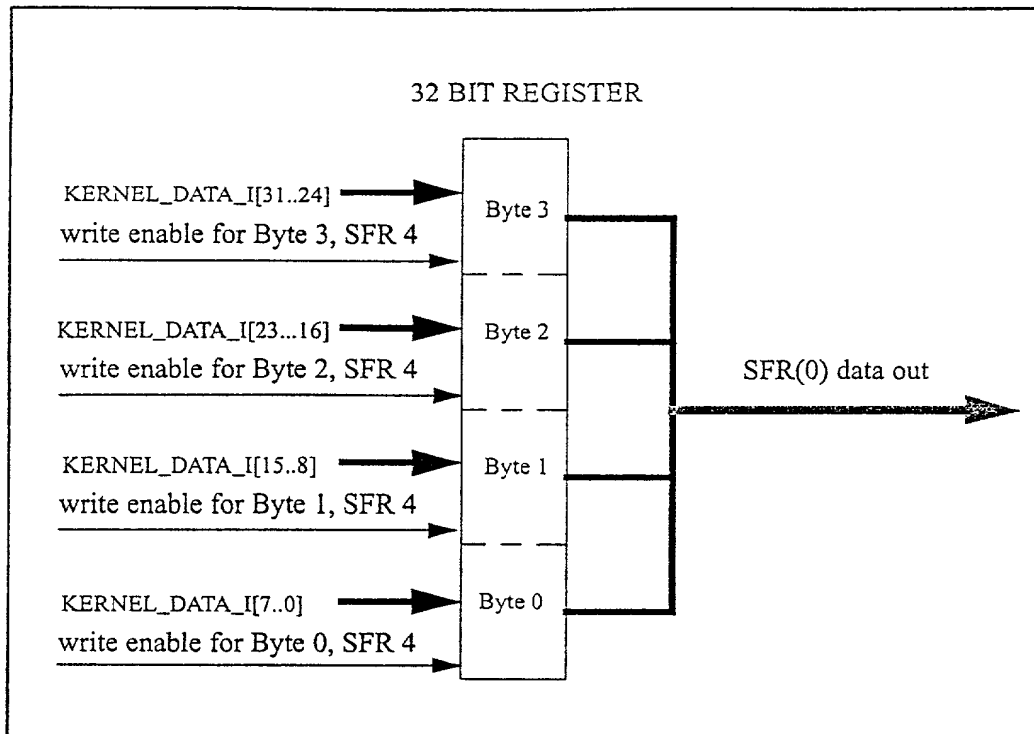 32 BIT REGISTER
KERNEL_DATA_I[31..24]
write enable for Byte 3, SFR 4
Byte 3
KERNEL_DATA_I[23...16]
write enable for Byte 2, SFR 4
Byte 2
SFR(0) data out
KERNEL_DATA_I[15..8]
write enable for Byte 1, SFR 4
Byte 1
KERNEL_DATA_I[7..0]
write enable for Byte 0, SFR 4
Byte 0